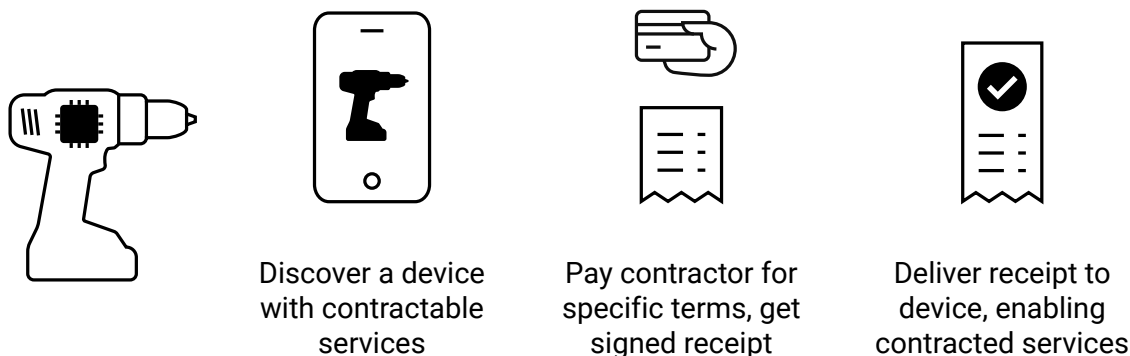 Discover a device
with contractable
services
Pay contractor for
specific terms, get
signed receipt
Deliver receipt to
device, enabling
contracted services